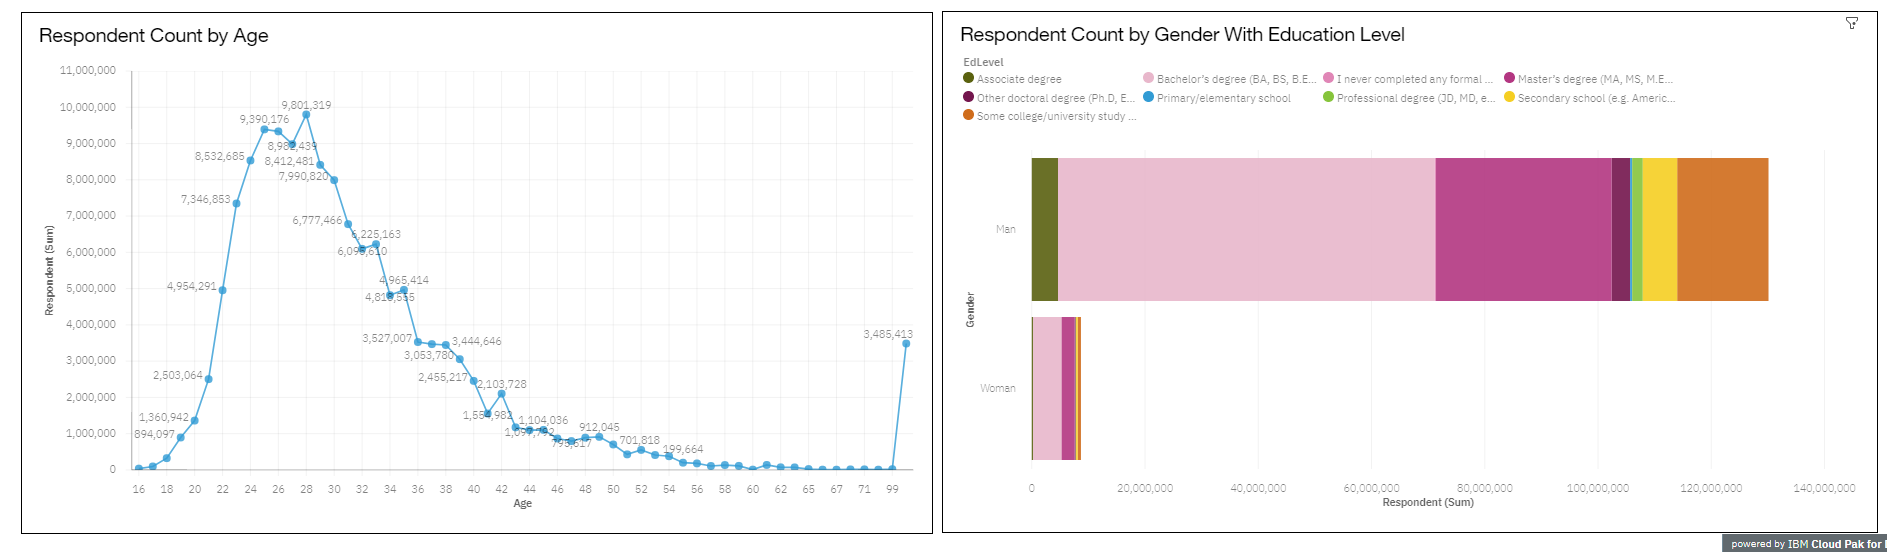 Respondent Count by Age
11,000,000
10,000,000
9,000,000
8,000,000
7,000,000
6,000,000
5,000,000
4,000,000
3,000,000
2,000,000
1,000,000
0
Respondent (Sum)
9,801,319
9,390,176
8,982,439
8,532,685
8,412,481
7,990,820
7,346,853
6,777,466
6,225,163
4,965,414
4,954,291
3,527,007
3,444,646
3,485,413
3,053,780
2,503,064
2,455,217
2,103,728
1,360,942
1,104,036
894,097
912,045
701,818
199,664
16 18 20 22 24 26 28 30 32 34 36 38 40 42 44 46 48 50 52 54 56 58 60 62 65 67 71 99
Age
Respondent Count by Gender With Education Level
EdLevel
Associate degree
Bachelor's degree (BA, BS, B.E...
I never completed any formal ...
Master's degree (MA, MS, M.E...
Other doctoral degree (Ph.D, E...
Primary/elementary school
Professional degree (JD, MD, e...
Secondary school (e.g. Americ...
Some college/university study ...
Gender
Man
Woman
0 20,000,000 40,000,000 60,000,000 80,000,000 100,000,000 120,000,000 140,000,000
Respondent (Sum)
powered by IBM Cloud Pak for